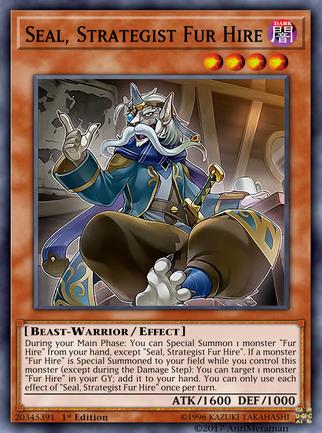 Seal, Strategist Fur Hire
DARK
闇
[Beast-Warrior / Effect]
During your Main Phase: You can Special Summon 1 monster "Fur
Hire" from your hand, except "Seal, Strategist Fur Hire". If a monster
"Fur Hire" is Special Summoned to your field while you control this
monster (except during the Damage Step): You can target 1 monster
"Fur Hire" in your GY; add it to your hand. You can only use each
effect of "Seal, Strategist Fur Hire" once per turn.
ATK/1600 DEF/1000
20345391 1st Edition ©1996 KAZUKI TAKAHASHI
©2017 AntiMetaman